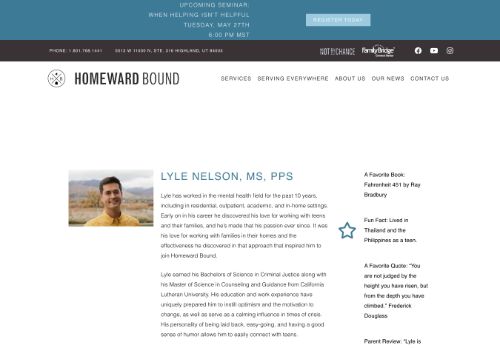 UPCOMING SEMINAR:
WHEN HELPING ISN'T HELPFUL
TUESDAY, MAY 27TH
6:00 PM MST
REGISTER TODAY
PHONE: 1.801.768.1441
5313 W 11000 N, STE. 216 HIGHLAND, UT 84003
NOTBYCHANCE
FamilyBridge
HOMEWARD BOUND
SERVICES
SERVING EVERYWHERE
ABOUT US
OUR NEWS
CONTACT US
LYLE NELSON, MS, PPS
Lyle has worked in the mental health field for the past 10 years,
including in residential, outpatient, academic, and in-home settings.
Early on in his career he discovered his love for working with teens
and their families, and he's made that his passion ever since. It was
his love for working with families in their homes and the
effectiveness he discovered in that approach that inspired him to
join Homeward Bound.
Lyle earned his Bachelors of Science in Criminal Justice along with
his Master of Science in Counseling and Guidance from California
Lutheran University. His education and work experience have
uniquely prepared him to instill optimism and the motivation to
change, as well as serve as a calming influence in times of crisis.
His personality of being laid back, easy-going, and having a good
sense of humor allows him to easily connect with teens.
A Favorite Book:
Fahrenheit 451 by Ray
Bradbury
Fun Fact: Lived in
Thailand and the
Philippines as a teen.
A Favorite Quote: "You
are not judged by the
height you have risen, but
from the depth you have
climbed." Frederick
Douglass
Parent Review: "Lyle is